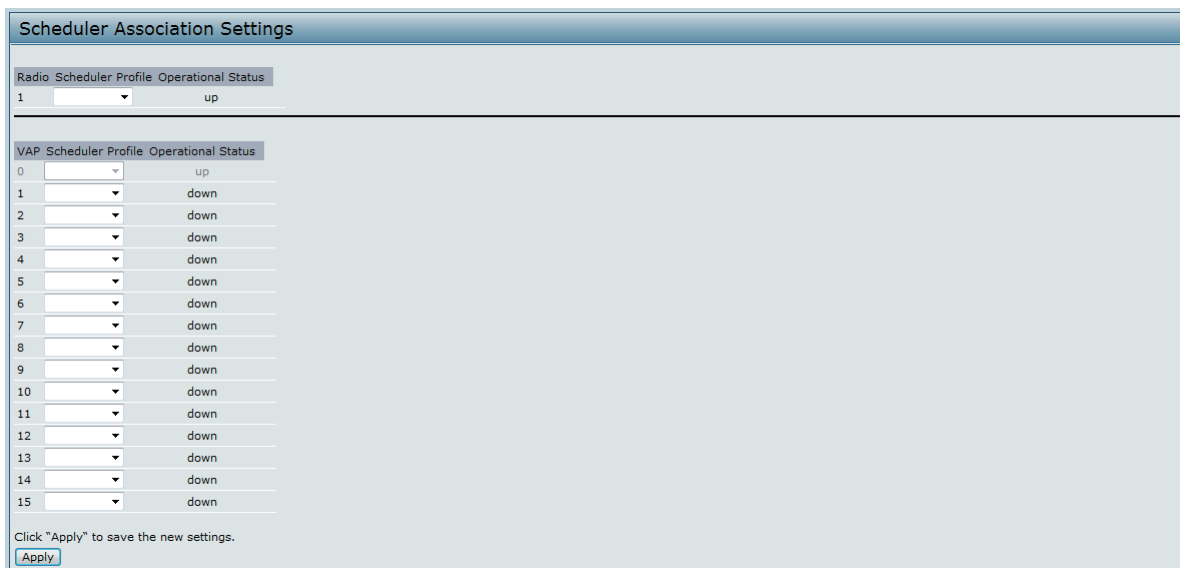 Scheduler Association Settings
Radio Scheduler Profile Operational Status
1 up
VAP Scheduler Profile Operational Status
0 up
1 down
2 down
3 down
4 down
5 down
6 down
7 down
8 down
9 down
10 down
11 down
12 down
13 down
14 down
15 down
Click "Apply" to save the new settings.
Apply